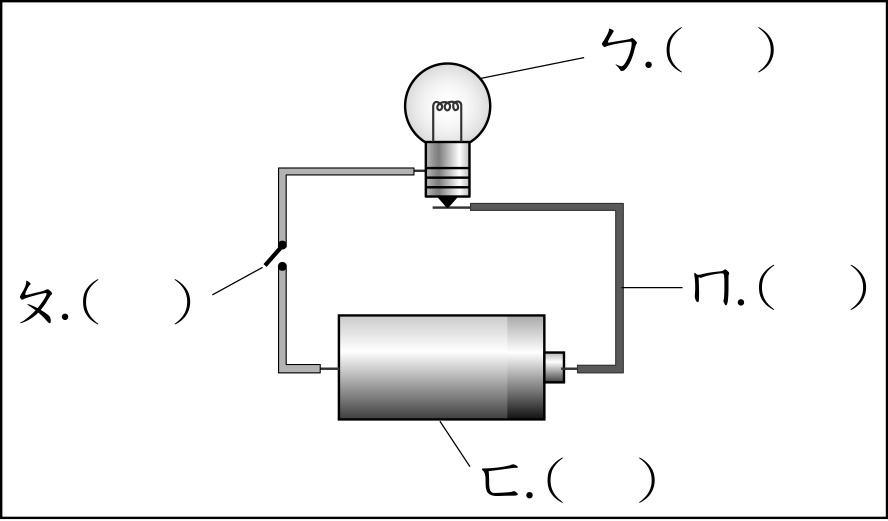 ㄅ.(　　)
ㄆ.(　　)
ㄇ.(　　)
ㄈ.(　　)